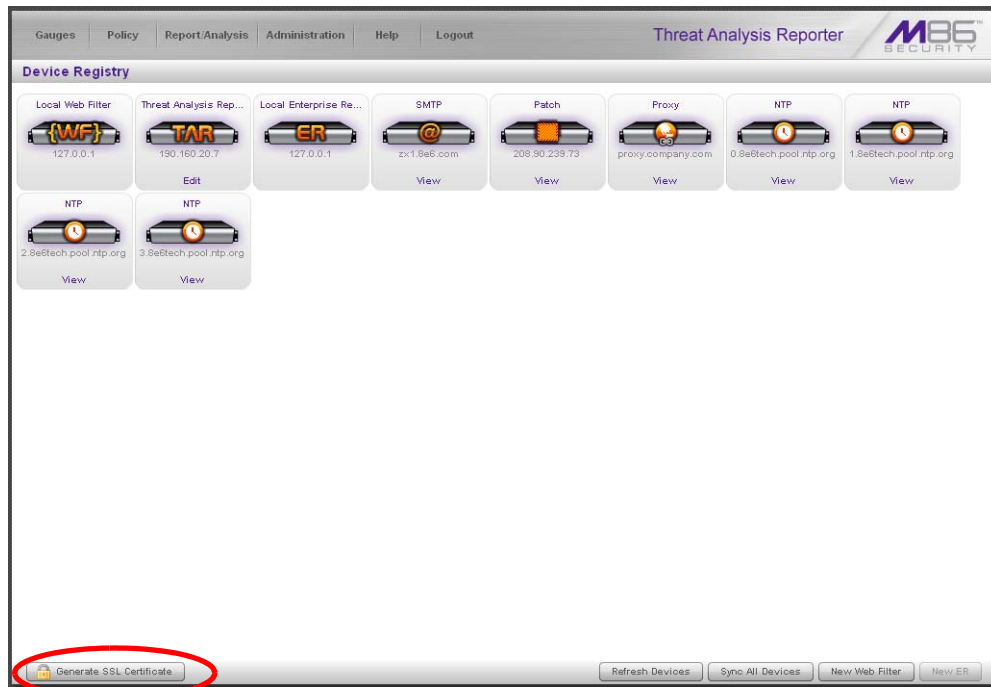 Gauges Policy Report/Analysis Administration Help Logout Threat Analysis Reporter M86 SECURITY
Device Registry
Local Web Filter Threat Analysis Rep... Local Enterprise Re... SMTP Patch Proxy NTP NTP
{WF} TAR ER @
127.0.0.1 190.160.20.7 127.0.0.1 zx1.8e6.com 208.90.239.73 proxy.company.com 0.8e6tech.pool.ntp.org 1.8e6tech.pool.ntp.org
Edit View View View View View
NTP NTP
2.8e6tech.pool.ntp.org 3.8e6tech.pool.ntp.org
View View
Generate SSL Certificate Refresh Devices Sync All Devices New Web Filter New ER